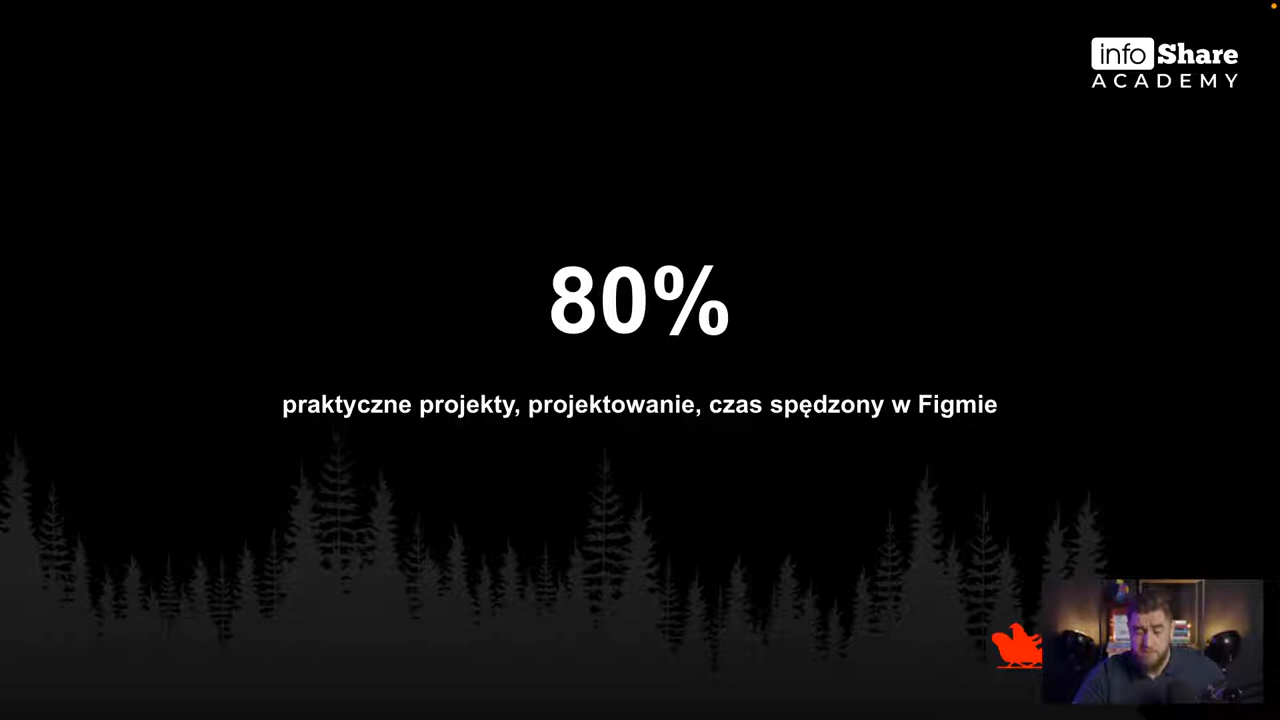 info Share
ACADEMY
80%
praktyczne projekty, projektowanie, czas spędzony w Figmie